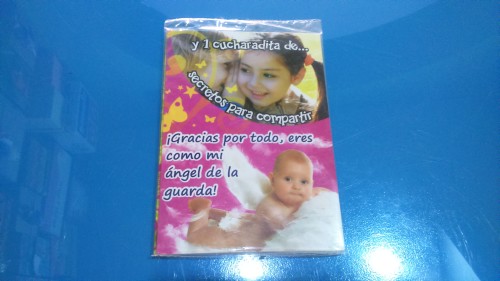 y 1 cucharadita de...
secretos para compartir
¡Gracias por todo, eres
como mi
ángel de la
guarda!